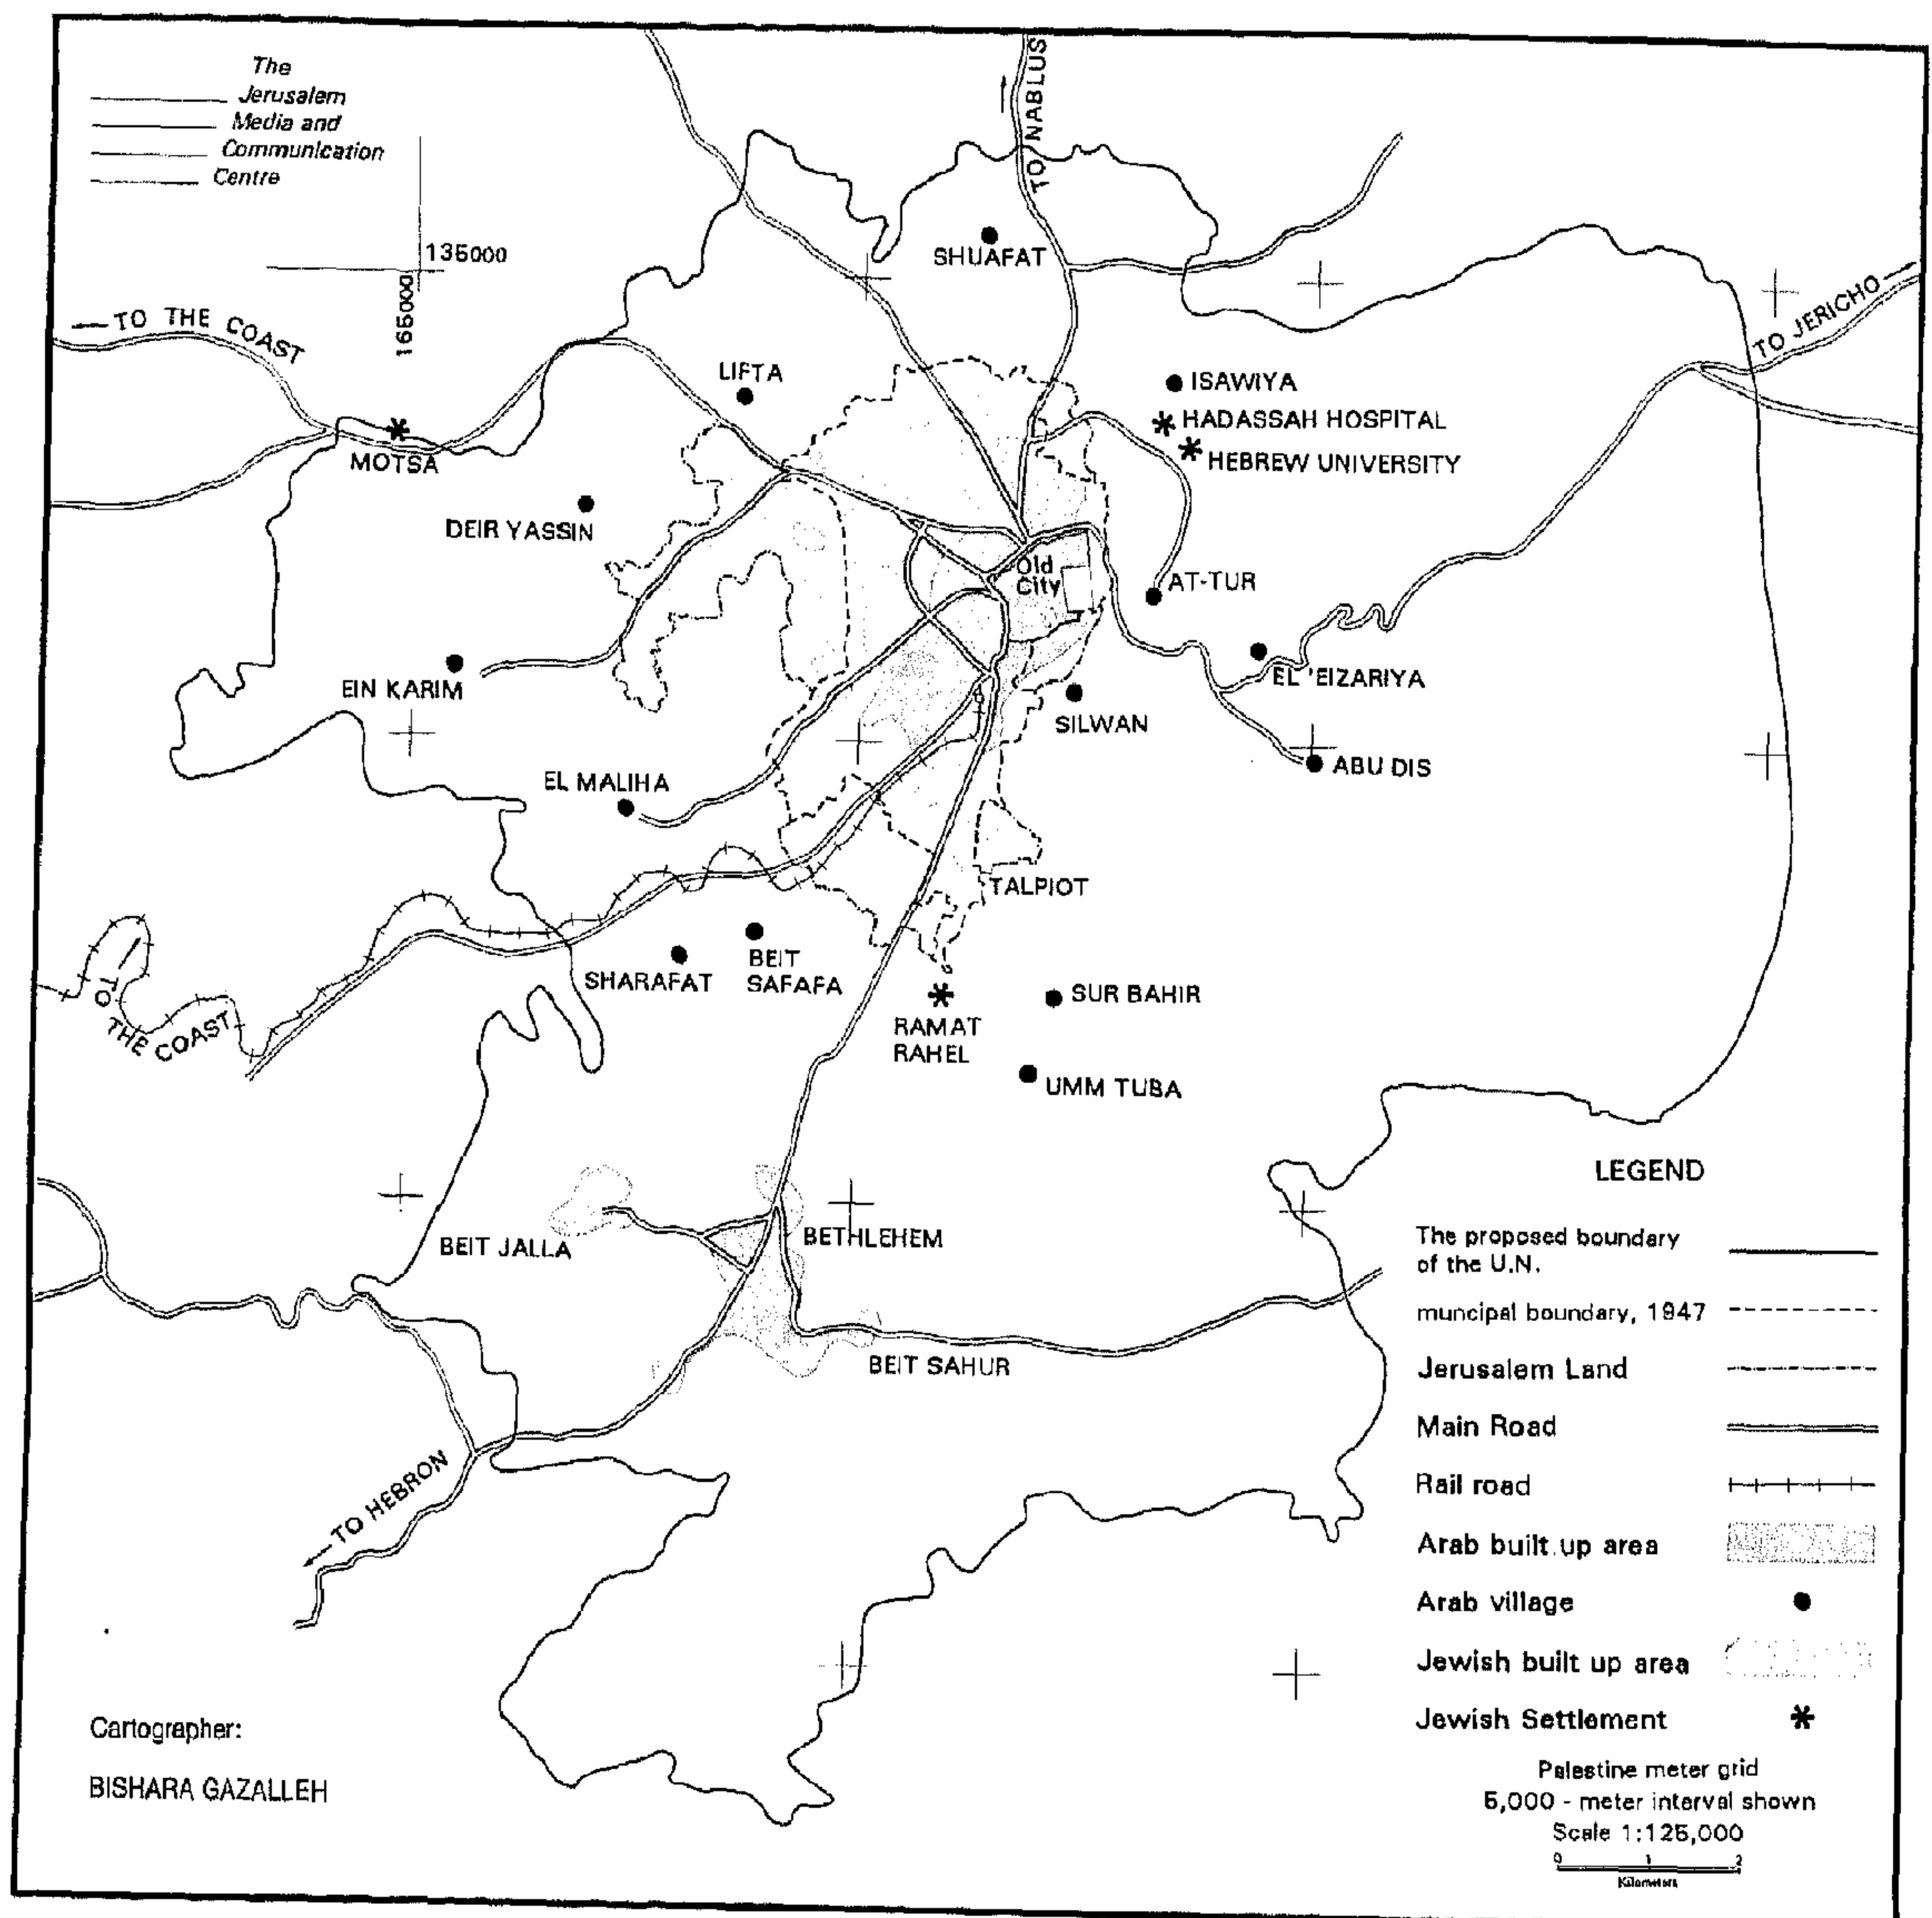 The
Jerusalem
Media and
Communication
Centre
TO NABLUS
135000
165000
SHUAFAT
TO THE COAST
TO JERICHO
LIFTA
ISAWIYA
HADASSAH HOSPITAL
HEBREW UNIVERSITY
MOTSA
DEIR YASSIN
Old
City
AT-TUR
EL 'EIZARIYA
EIN KARIM
SILWAN
ABU DIS
EL MALIHA
TALPIOT
BEIT
SAFAFA
SHARAFAT
TO
THE COAST
SUR BAHIR
RAMAT
RAHEL
UMM TUBA
BETHLEHEM
BEIT JALLA
BEIT SAHUR
TO HEBRON
LEGEND
The proposed boundary
of the U.N.
muncipal boundary, 1947
Jerusalem Land
Main Road
Rail road
Arab built up area
Arab village
Jewish built up area
Jewish Settlement
Palestine meter grid
5,000 - meter interval shown
Scale 1:125,000
0 1 2
Kilometers
Cartographer:
BISHARA GAZALLEH